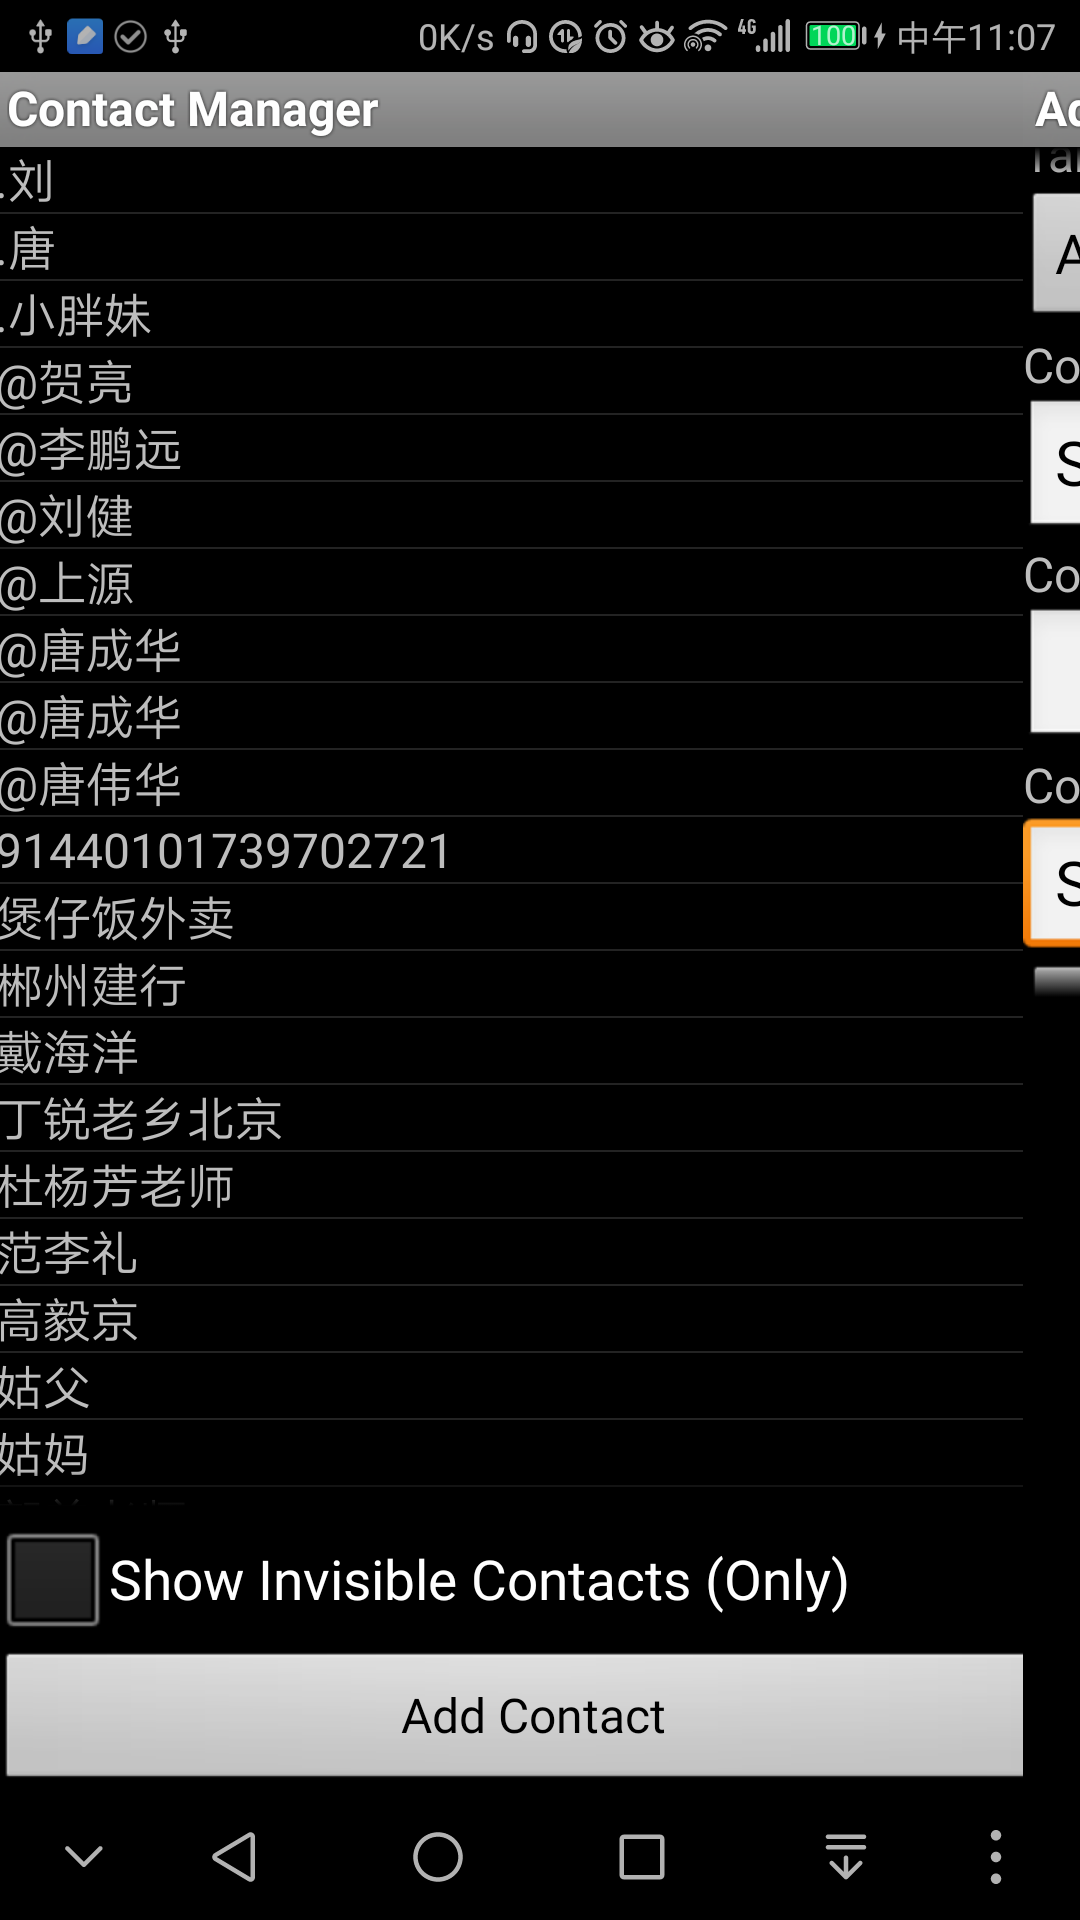 0K/s 4G 100 中午11:07
Contact Manager
.刘
.唐
.小胖妹
@贺亮
@李鹏远
@刘健
@上源
@唐成华
@唐成华
@唐伟华
91440101739702721
煲仔饭外卖
郴州建行
戴海洋
丁锐老乡北京
杜杨芳老师
范李礼
高毅京
姑父
姑妈
Show Invisible Contacts (Only)
Add Contact
A
Co
S
Co
Co
S